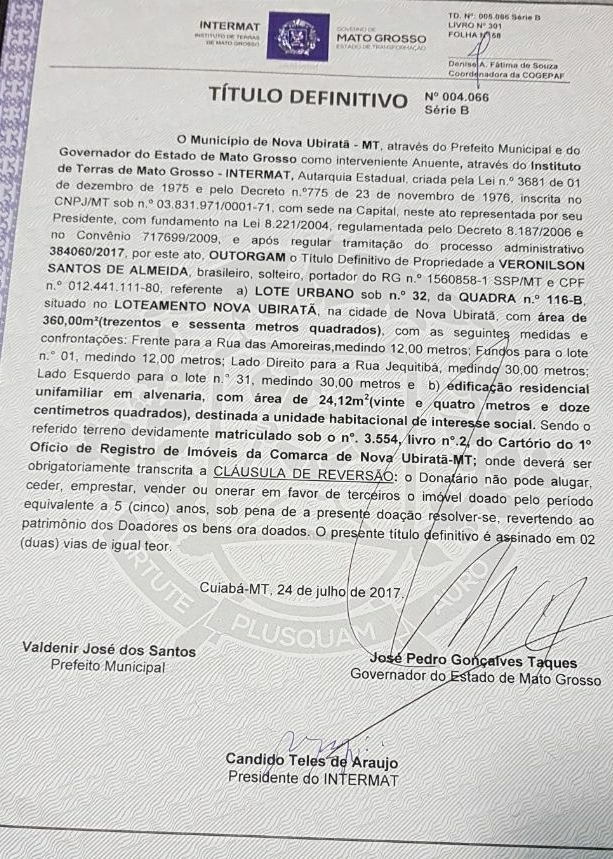 INTERMAT
INSTITUTO DE TERRAS
DE MATO GROSSO
GOVERNO DE
MATO GROSSO
ESTADO DE TRANSFORMAÇÃO
TD. Nº: 005.066 Série B
LIVRO Nº 301
FOLHA Nº 68
Denise A. Fátima de Souza
Coordenadora da COGEPAF
TÍTULO DEFINITIVO Nº 004.066
Série B
O Município de Nova Ubiratã - MT, através do Prefeito Municipal e do
Governador do Estado de Mato Grosso como interveniente Anuente, através do Instituto
de Terras de Mato Grosso - INTERMAT, Autarquia Estadual, criada pela Lei n.º 3681 de 01
de dezembro de 1975 e pelo Decreto n.º775 de 23 de novembro de 1976, inscrita no
CNPJ/MT sob n.º 03.831.971/0001-71, com sede na Capital, neste ato representada por seu
Presidente, com fundamento na Lei 8.221/2004, regulamentada pelo Decreto 8.187/2006 e
no Convênio 717699/2009, e após regular tramitação do processo administrativo
384060/2017, por este ato, OUTORGAM o Título Definitivo de Propriedade a VERONILSON
SANTOS DE ALMEIDA, brasileiro, solteiro, portador do RG n.º 1560858-1 SSP/MT e CPF
n.º 012.441.111-80, referente a) LOTE URBANO sob n.º 32, da QUADRA n.º 116-B,
situado no LOTEAMENTO NOVA UBIRATÃ, na cidade de Nova Ubiratã, com área de
360,00m²(trezentos e sessenta metros quadrados), com as seguintes medidas e
confrontações: Frente para a Rua das Amoreiras,medindo 12,00 metros; Fundos para o lote
n.° 01, medindo 12,00 metros; Lado Direito para a Rua Jequitibá, medindo 30,00 metros;
Lado Esquerdo para o lote n.° 31, medindo 30,00 metros e b) edificação residencial
unifamiliar em alvenaria, com área de 24,12m²(vinte e quatro metros e doze
centímetros quadrados), destinada a unidade habitacional de interesse social. Sendo o
referido terreno devidamente matriculado sob o nº. 3.554, livro nº.2, do Cartório do 1º
Oficio de Registro de Imóveis da Comarca de Nova Ubiratã-MT; onde deverá ser
obrigatoriamente transcrita a CLÁUSULA DE REVERSÃO: o Donatário não pode alugar,
ceder, emprestar, vender ou onerar em favor de terceiros o imóvel doado pelo período
equivalente a 5 (cinco) anos, sob pena de a presente doação resolver-se, revertendo ao
patrimônio dos Doadores os bens ora doados. O presente título definitivo é assinado em 02
(duas) vias de igual teor.
Cuiabá-MT, 24 de julho de 2017.
VIRTUTE PLUSQUAM AURO
Valdenir José dos Santos
Prefeito Municipal
José Pedro Gonçalves Taques
Governador do Estado de Mato Grosso
Candido Teles de Araujo
Presidente do INTERMAT